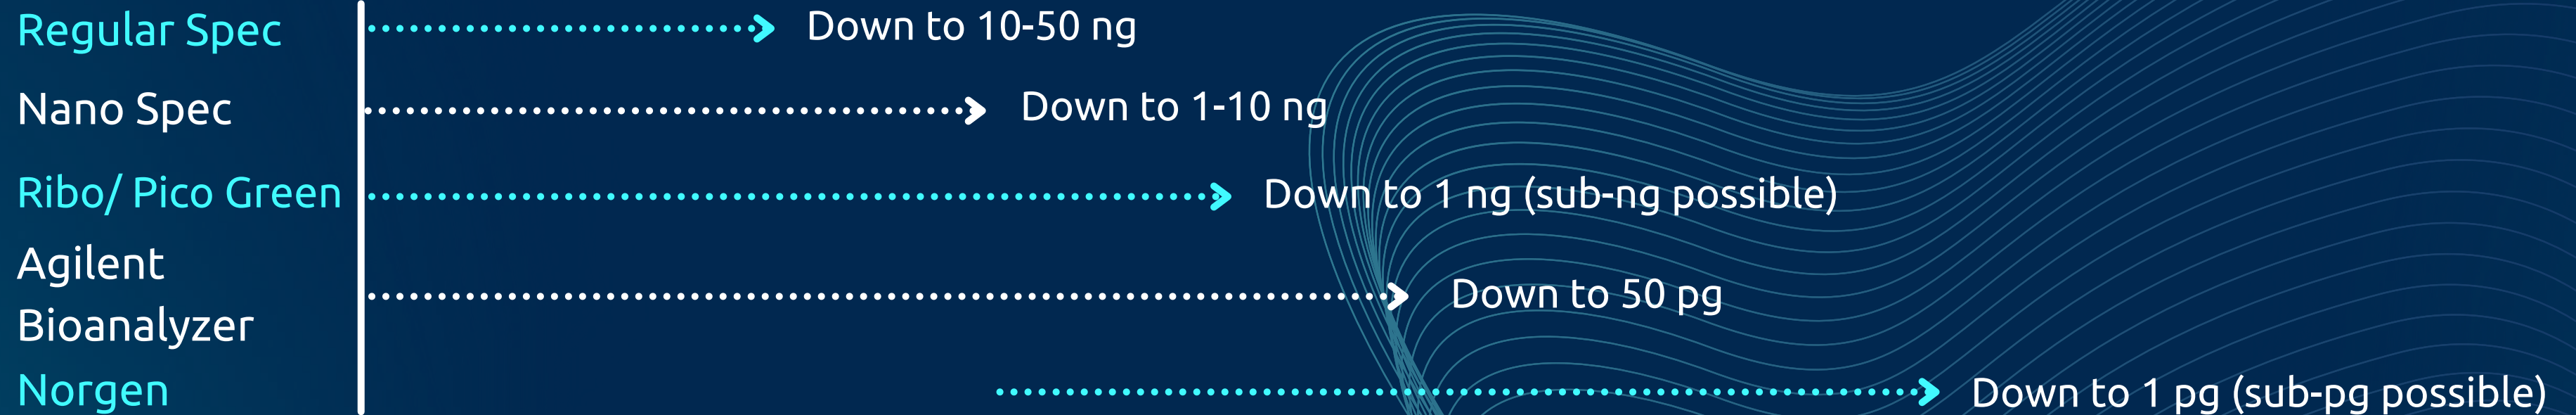 Regular Spec Down to 10-50 ng
Nano Spec Down to 1-10 ng
Ribo/ Pico Green Down to 1 ng (sub-ng possible)
Agilent
Bioanalyzer Down to 50 pg
Norgen Down to 1 pg (sub-pg possible)